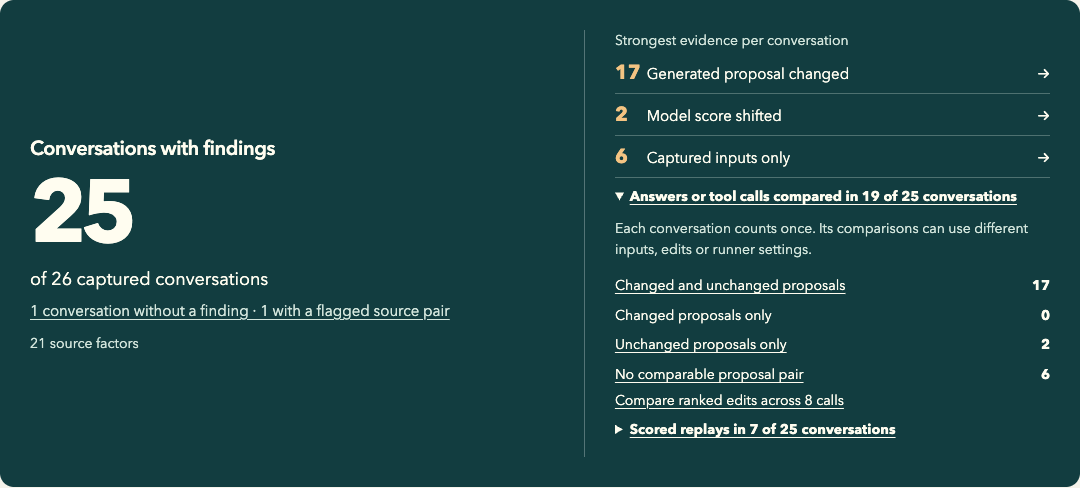 Conversations with findings
25
of 26 captured conversations
1 conversation without a finding · 1 with a flagged source pair
21 source factors
Strongest evidence per conversation
17 Generated proposal changed →
2 Model score shifted →
6 Captured inputs only →
▼ Answers or tool calls compared in 19 of 25 conversations
Each conversation counts once. Its comparisons can use different
inputs, edits or runner settings.
Changed and unchanged proposals 17
Changed proposals only 0
Unchanged proposals only 2
No comparable proposal pair 6
Compare ranked edits across 8 calls
▶ Scored replays in 7 of 25 conversations